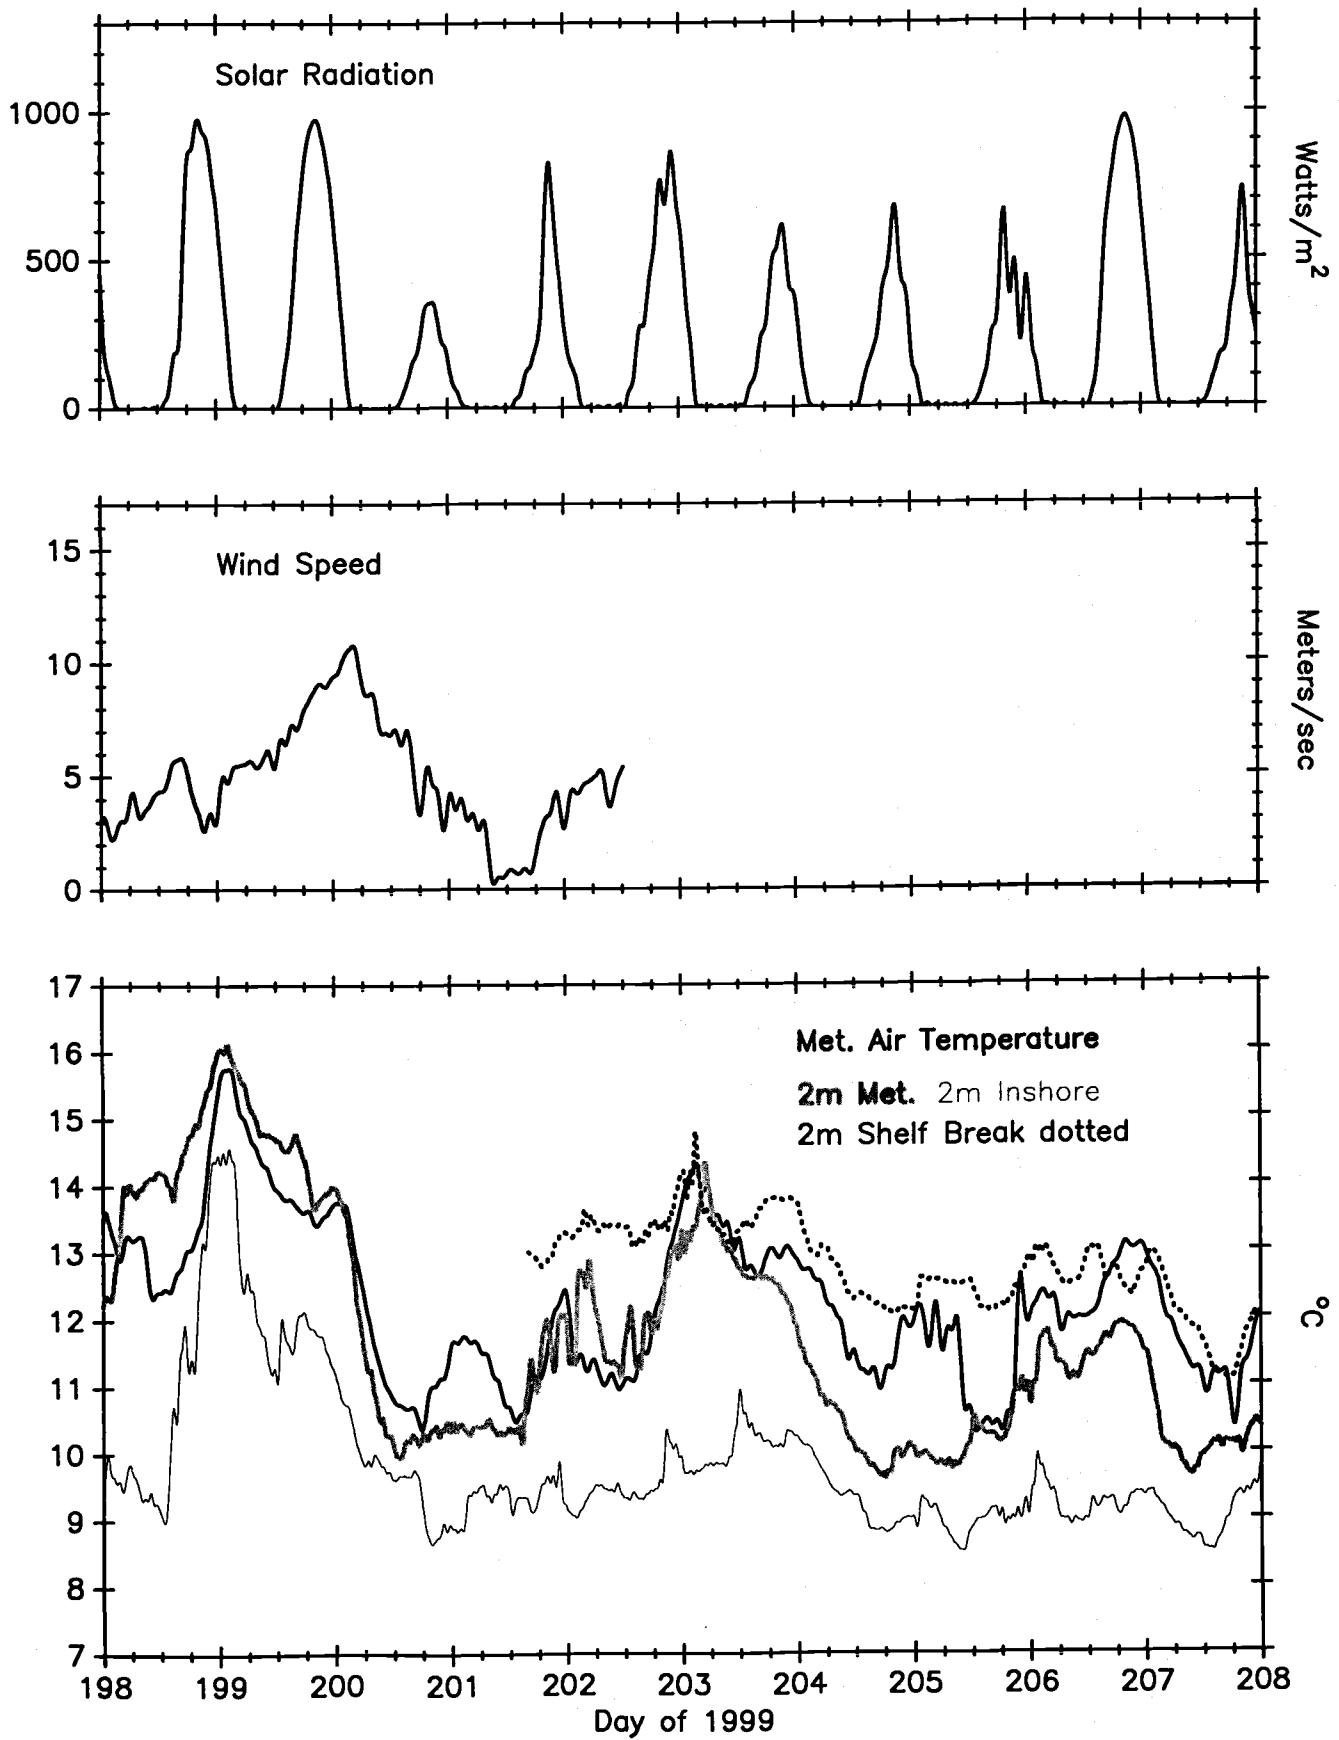 Solar Radiation
1000
500
0
Watts/m²
Wind Speed
15
10
5
0
Meters/sec
17
16
15
14
13
12
11
10
9
8
7
Met. Air Temperature
2m Met. 2m Inshore
2m Shelf Break dotted
°C
198 199 200 201 202 203 204 205 206 207 208
Day of 1999